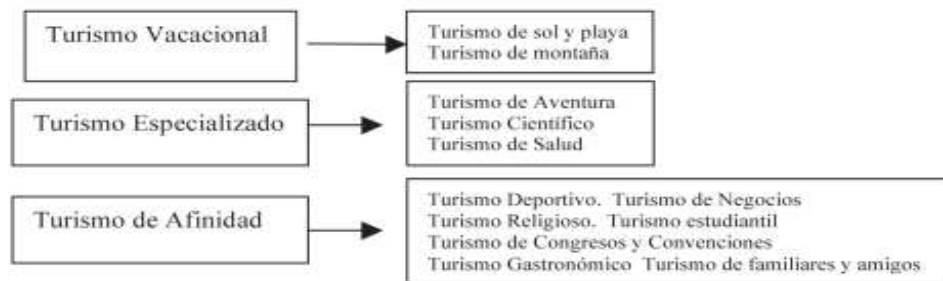 Turismo Vacacional
Turismo de sol y playa
Turismo de montaña
Turismo Especializado
Turismo de Aventura
Turismo Científico
Turismo de Salud
Turismo de Afinidad
Turismo Deportivo. Turismo de Negocios
Turismo Religioso. Turismo estudiantil
Turismo de Congresos y Convenciones
Turismo Gastronómico Turismo de familiares y amigos